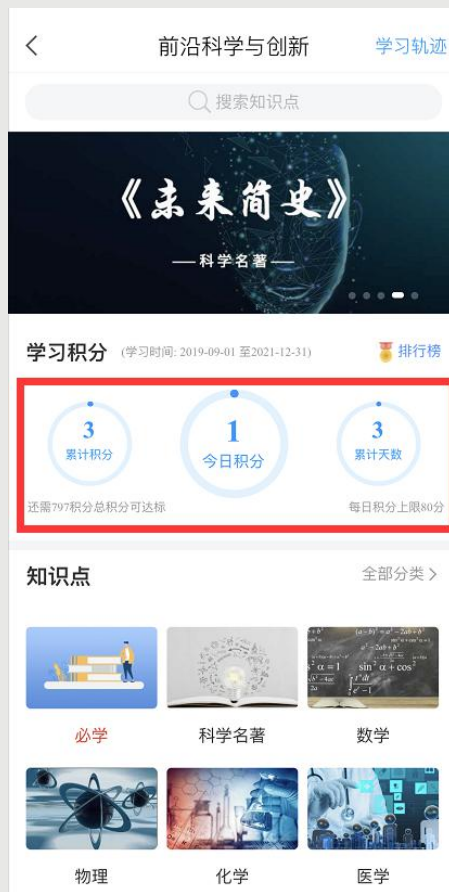 前沿科学与创新
学习轨迹
搜索知识点
《未来简史》
—科学名著—
学习积分 (学习时间: 2019-09-01 至2021-12-31) 排行榜
3
累计积分
1
今日积分
3
累计天数
还需797积分总积分可达标
每日积分上限80分
知识点
全部分类
必学
科学名著
数学
物理
化学
医学